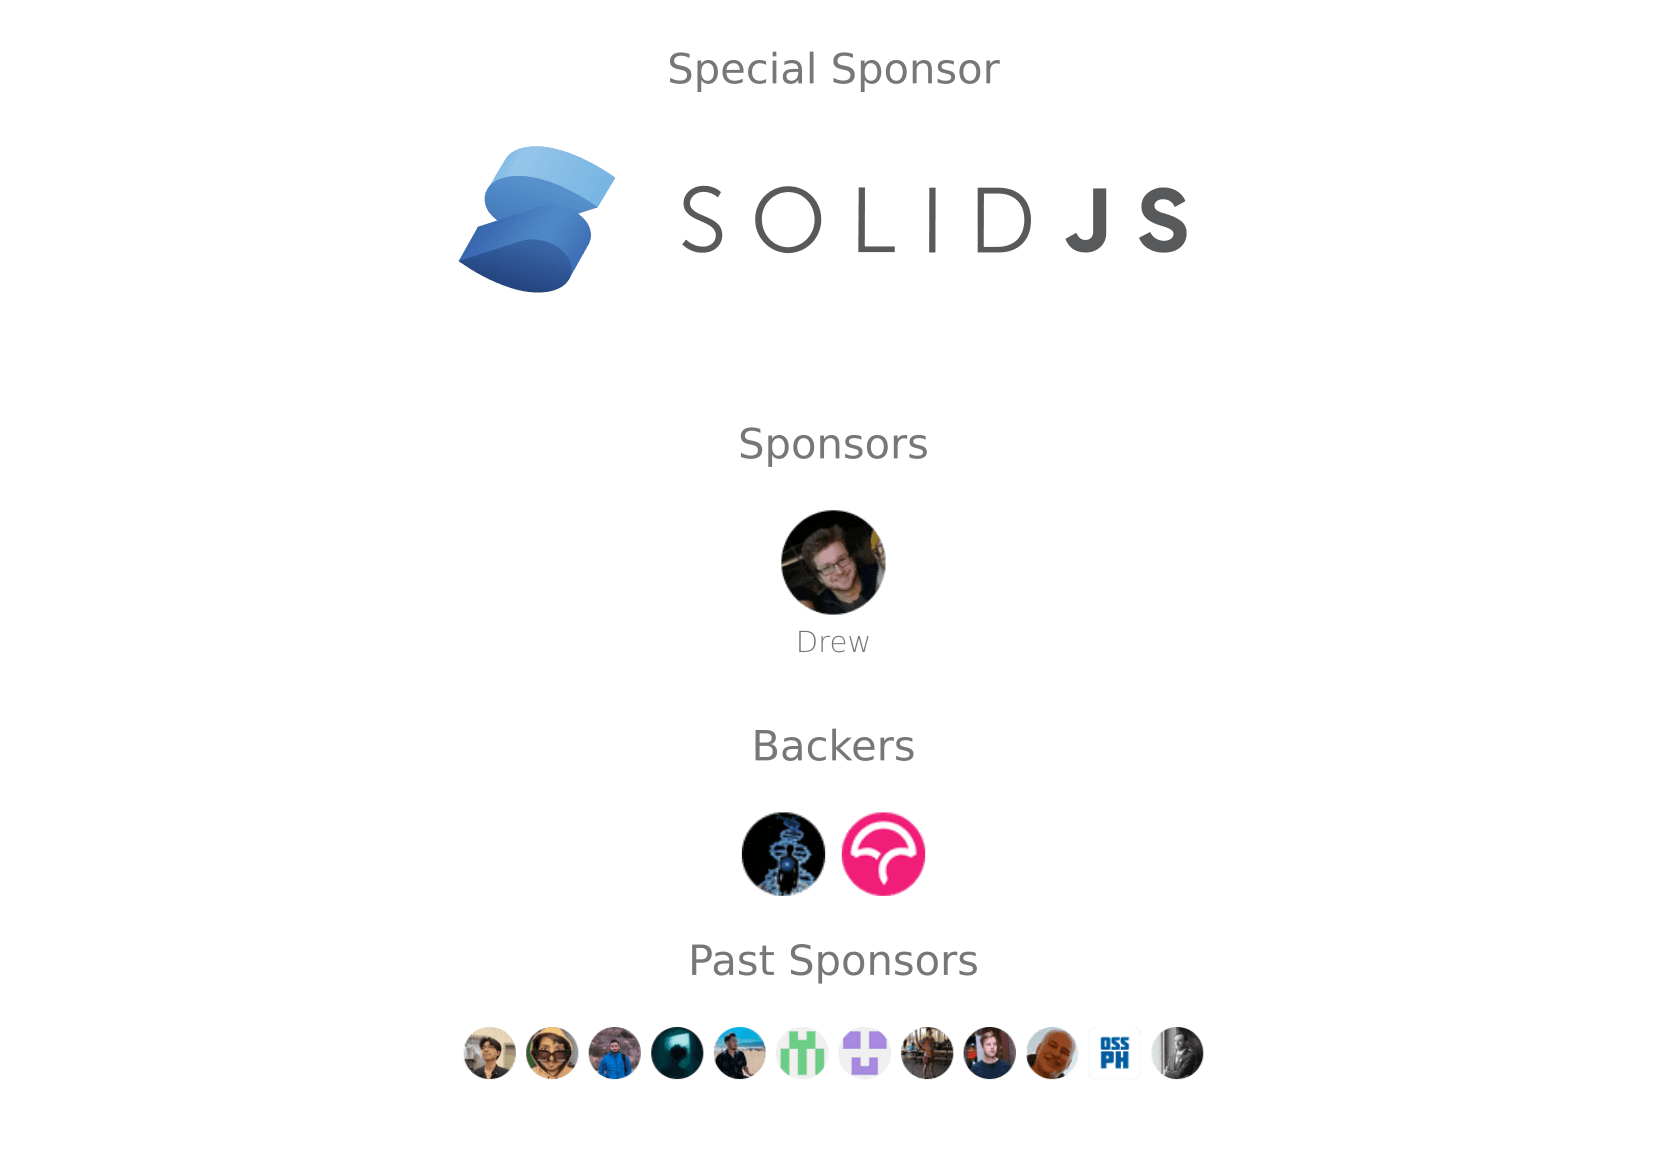 Special Sponsor
SOLIDJS
Sponsors
Drew
Backers
Past Sponsors
OSS
PH